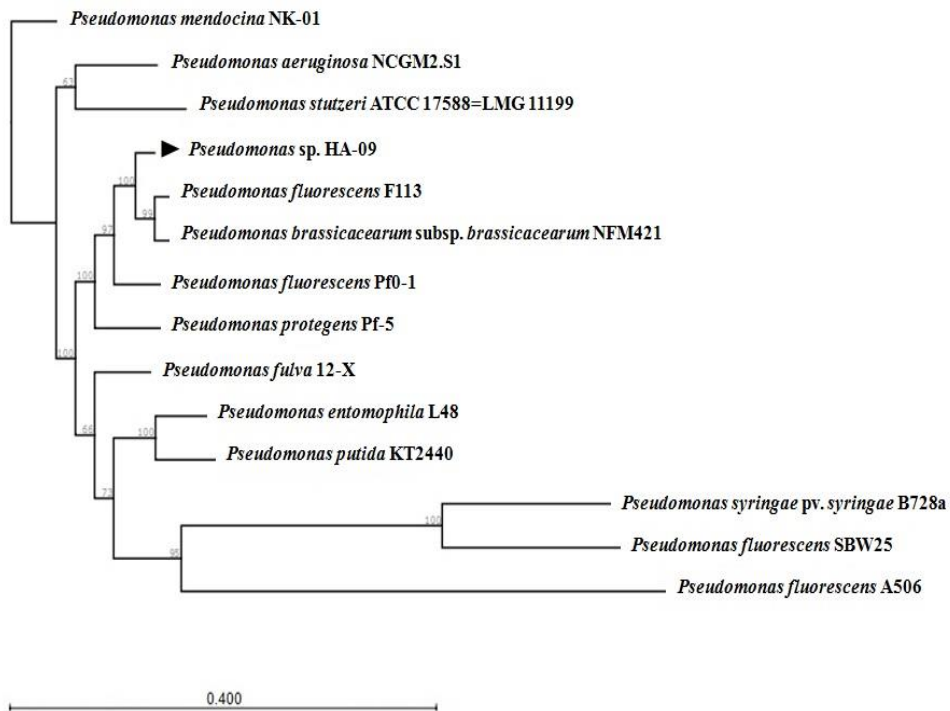 Pseudomonas mendocina NK-01
Pseudomonas aeruginosa NCGM2.S1
63
Pseudomonas stutzeri ATCC 17588=LMG 11199
Pseudomonas sp. HA-09
100
Pseudomonas fluorescens F113
99
Pseudomonas brassicacearum subsp. brassicacearum NFM421
97
Pseudomonas fluorescens Pf0-1
100
Pseudomonas protegens Pf-5
100
Pseudomonas fulva 12-X
Pseudomonas entomophila L48
66
100
Pseudomonas putida KT2440
73
Pseudomonas syringae pv. syringae B728a
100
Pseudomonas fluorescens SBW25
95
Pseudomonas fluorescens A506
0.400